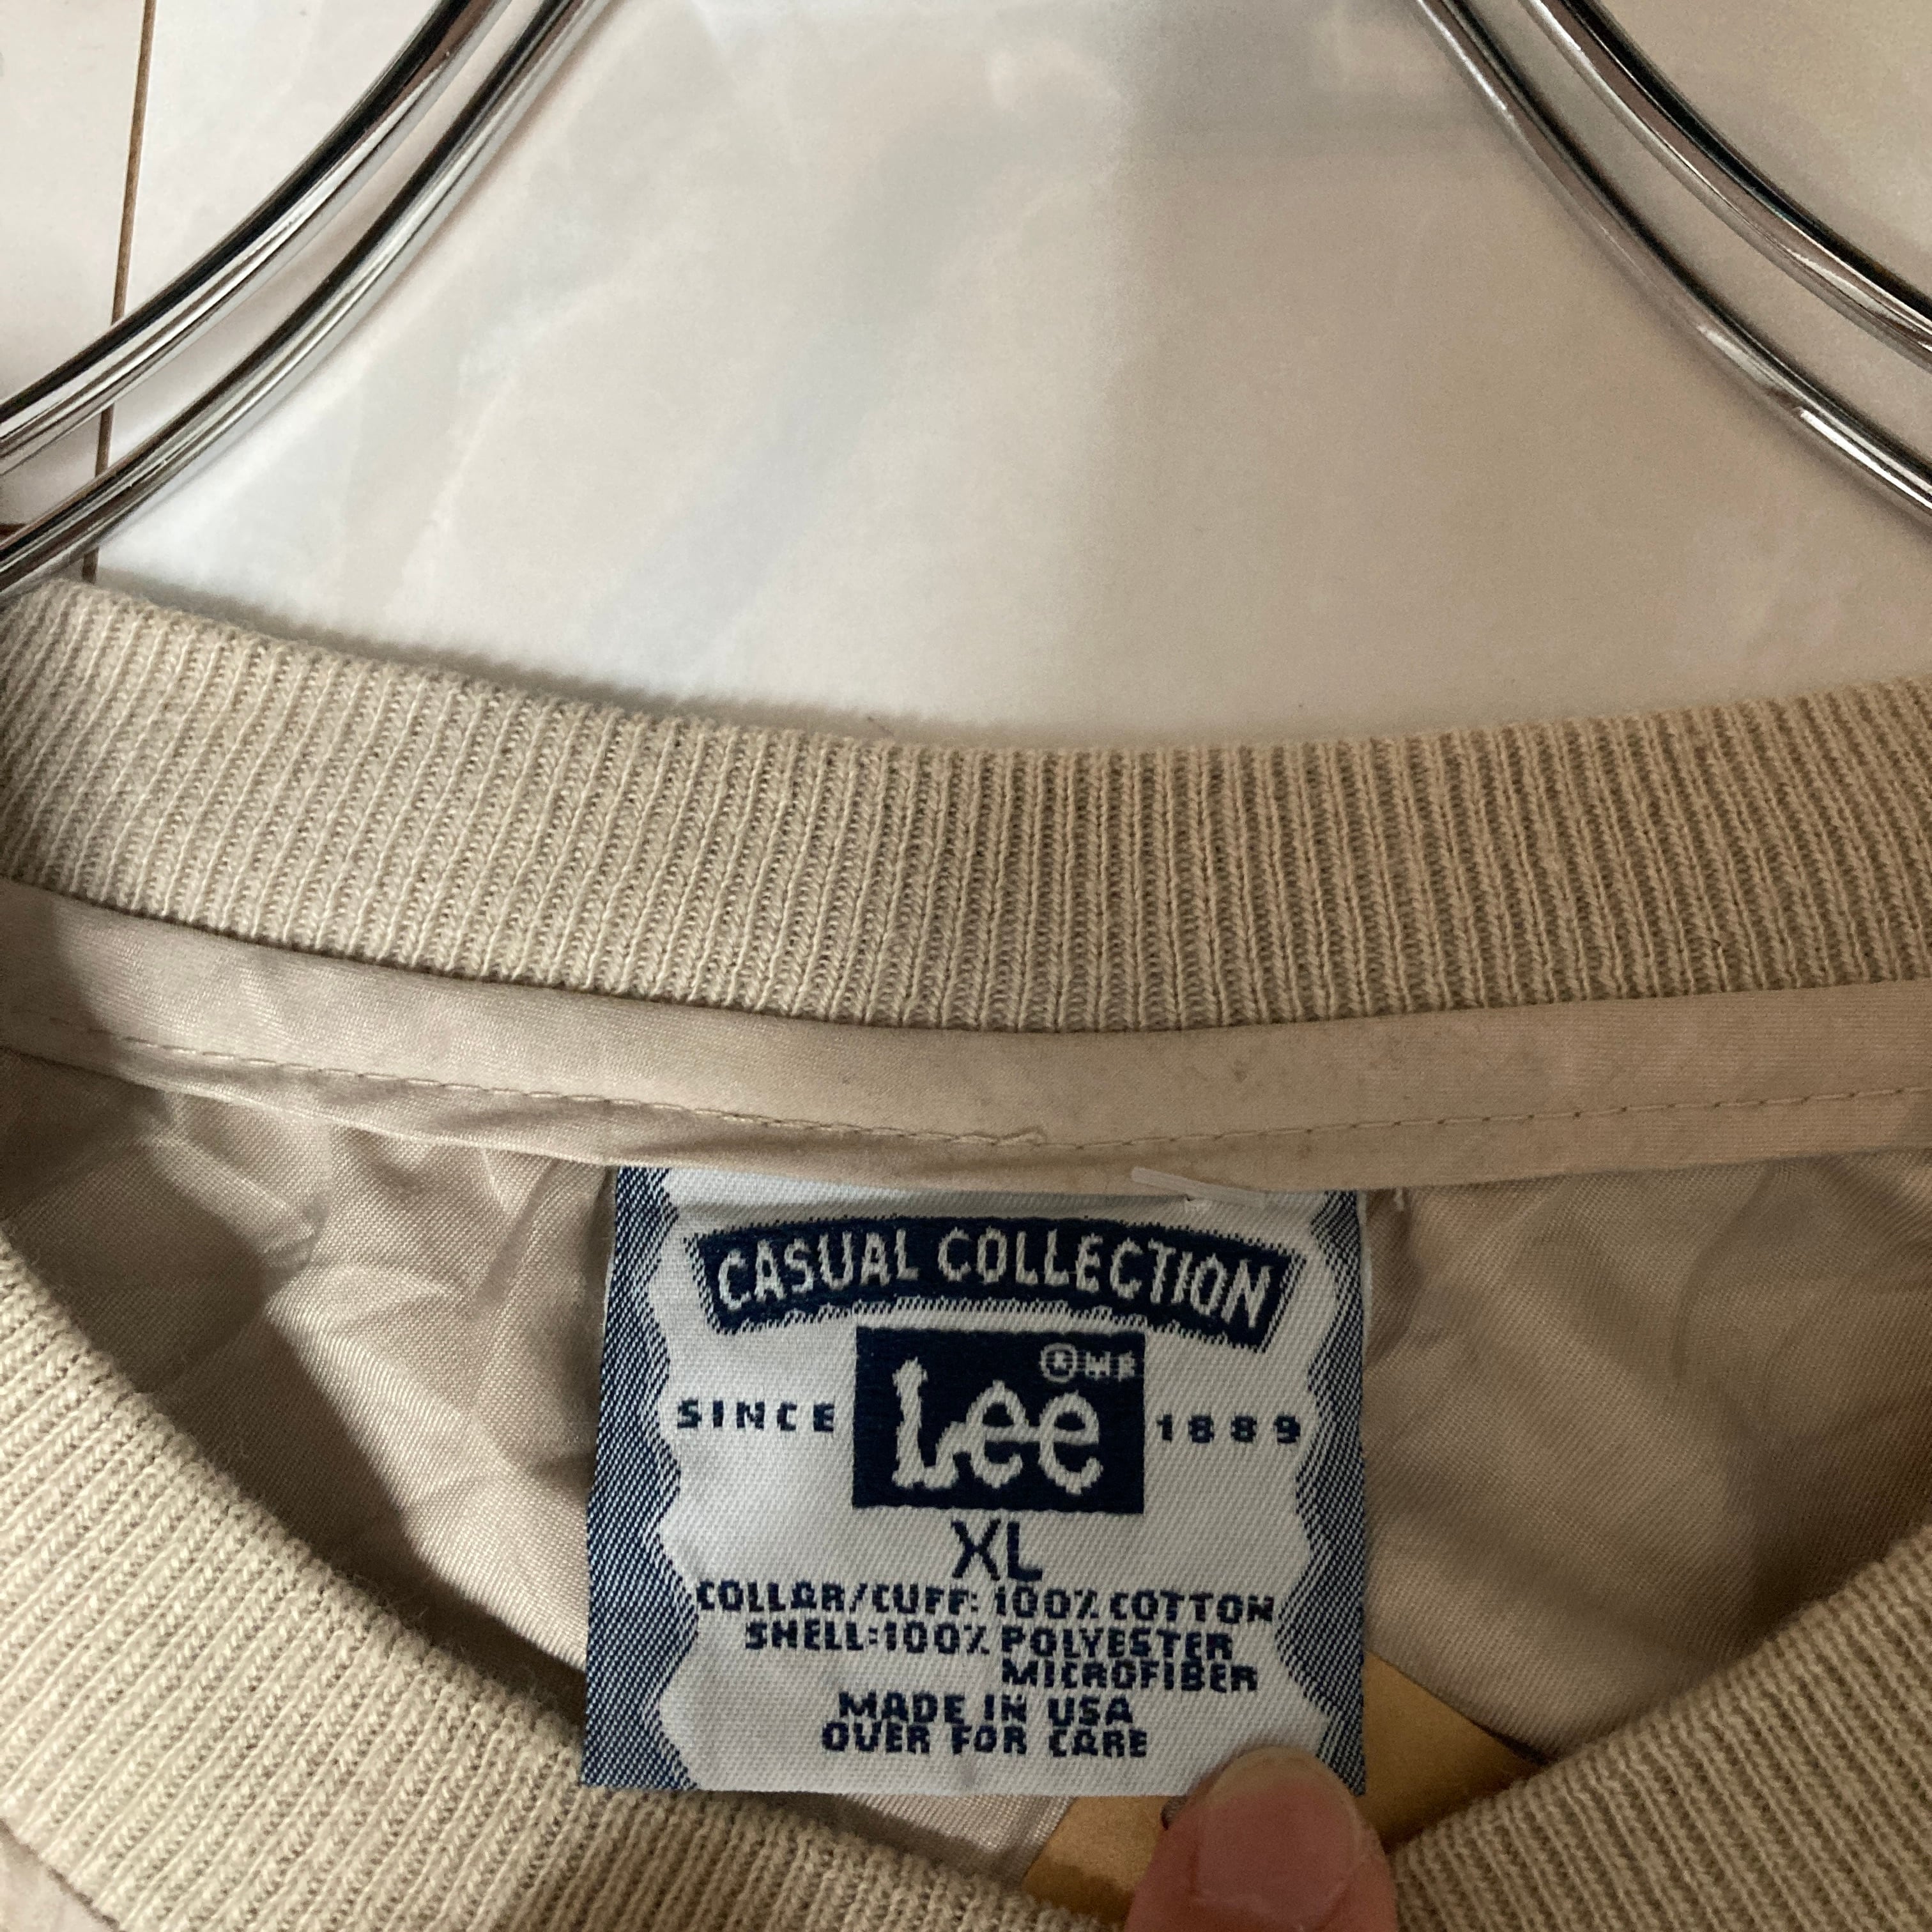 CASUAL COLLECTION
® MR
SINCE Lee 1889
XL
COLLAR/CUFF: 100% COTTON
SHELL:100% POLYESTER
MICROFIBER
MADE IN USA
OVER FOR CARE